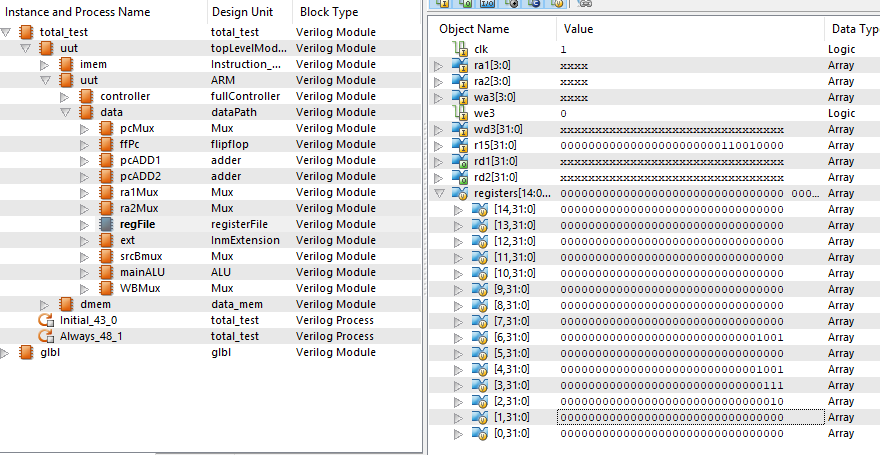 Instance and Process Name Design Unit Block Type
total_test total_test Verilog Module
uut topLevelMod... Verilog Module
imem Instruction_... Verilog Module
uut ARM Verilog Module
controller fullController Verilog Module
data dataPath Verilog Module
pcMux Mux Verilog Module
ffPc flipflop Verilog Module
pcADD1 adder Verilog Module
pcADD2 adder Verilog Module
ra1Mux Mux Verilog Module
ra2Mux Mux Verilog Module
regFile registerFile Verilog Module
ext InmExtension Verilog Module
srcBmux Mux Verilog Module
mainALU ALU Verilog Module
WBMux Mux Verilog Module
dmem data_mem Verilog Module
Initial_43_0 total_test Verilog Process
Always_48_1 total_test Verilog Process
glbl glbl Verilog Module
Object Name Value Data Typ
clk 1 Logic
ra1[3:0] xxxx Array
ra2[3:0] xxxx Array
wa3[3:0] xxxx Array
we3 0 Logic
wd3[31:0] xxxxxxxxxxxxxxxxxxxxxxxxxxxxxxxx Array
r15[31:0] 00000000000000000000000110010000 Array
rd1[31:0] xxxxxxxxxxxxxxxxxxxxxxxxxxxxxxxx Array
rd2[31:0] xxxxxxxxxxxxxxxxxxxxxxxxxxxxxxxx Array
registers[14:0... 00000000000000000000000000000000 000... Array
[14,31:0] 00000000000000000000000000000000 Array
[13,31:0] 00000000000000000000000000000000 Array
[12,31:0] 00000000000000000000000000000000 Array
[11,31:0] 00000000000000000000000000000000 Array
[10,31:0] 00000000000000000000000000000000 Array
[9,31:0] 00000000000000000000000000000000 Array
[8,31:0] 00000000000000000000000000000000 Array
[7,31:0] 00000000000000000000000000000000 Array
[6,31:0] 00000000000000000000000000001001 Array
[5,31:0] 00000000000000000000000000000000 Array
[4,31:0] 00000000000000000000000000001001 Array
[3,31:0] 00000000000000000000000000000111 Array
[2,31:0] 00000000000000000000000000000010 Array
[1,31:0] 00000000000000000000000000000000 Array
[0,31:0] 00000000000000000000000000000000 Array